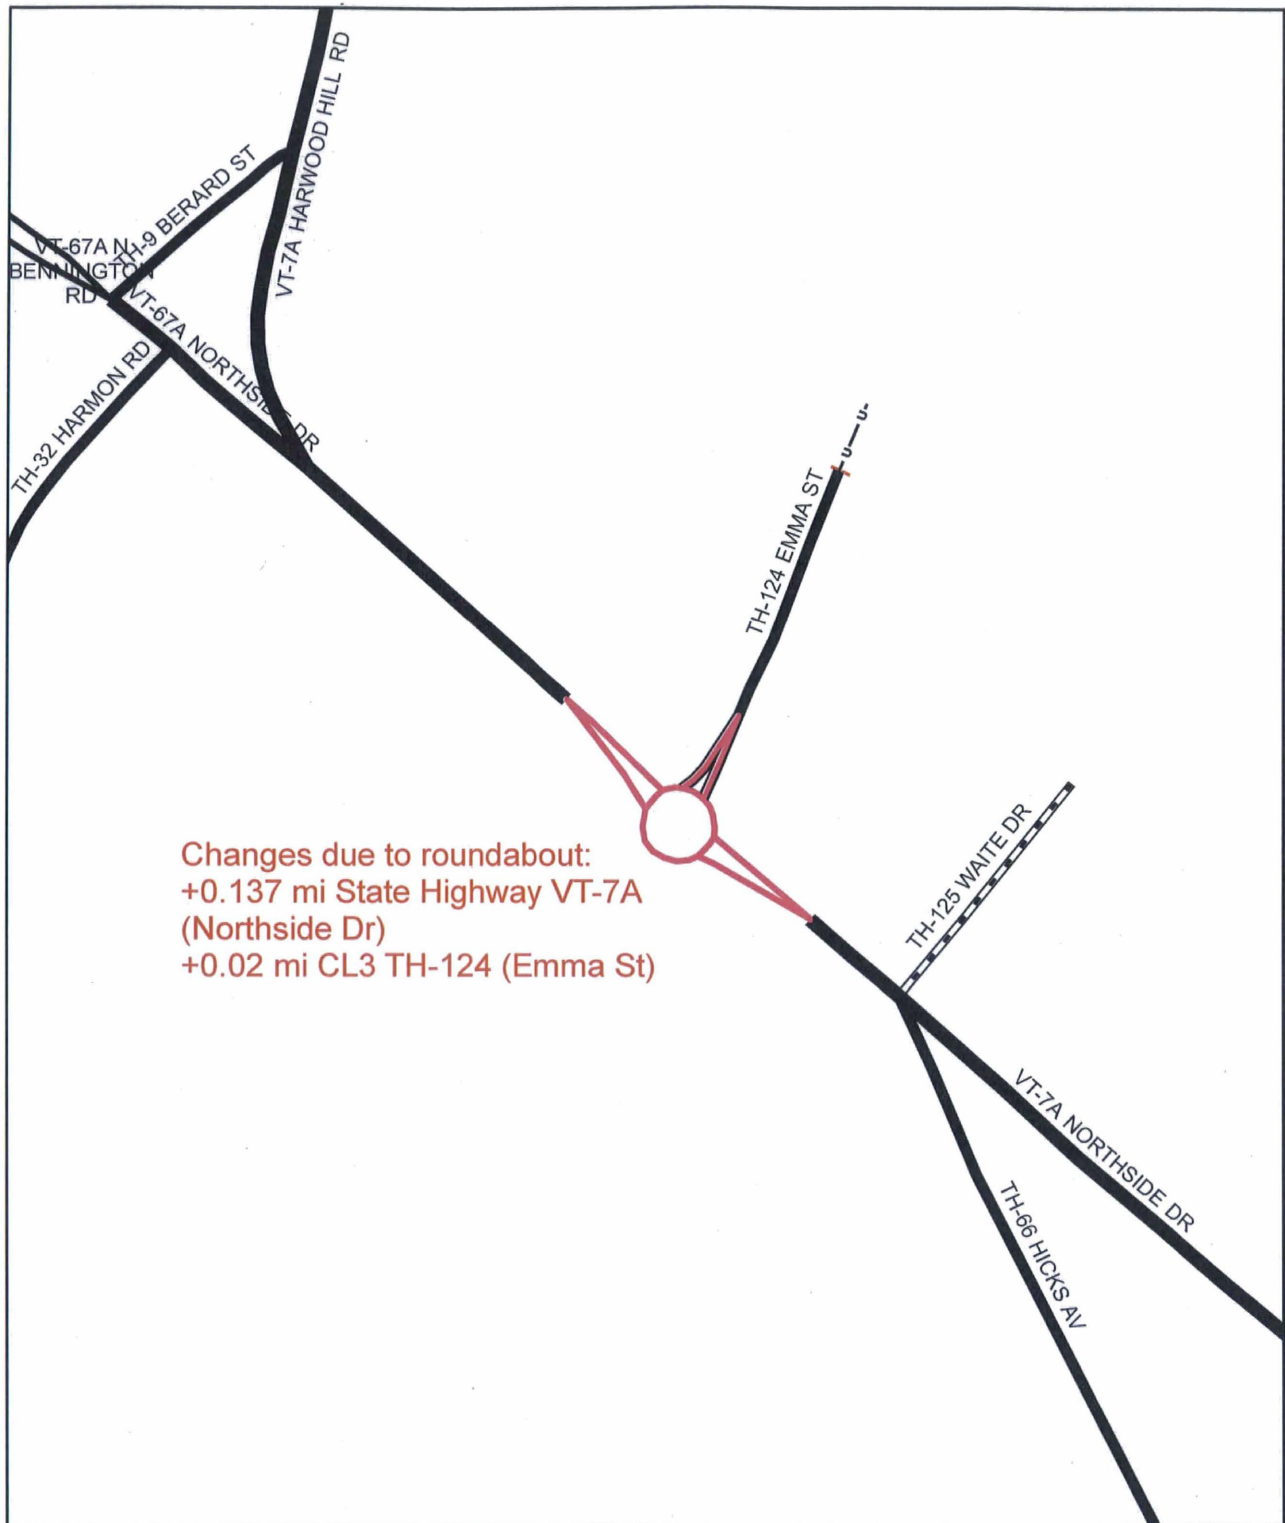 VT-7A HARWOOD HILL RD
TH-9 BERARD ST
VT-67A N
BENNINGTON
RD
VT-67A NORTHSIDE DR
TH-32 HARMON RD
S
S
TH-124 EMMA ST
TH-125 WAITE DR
Changes due to roundabout:
+0.137 mi State Highway VT-7A
(Northside Dr)
+0.02 mi CL3 TH-124 (Emma St)
VT-7A NORTHSIDE DR
TH-66 HICKS AV